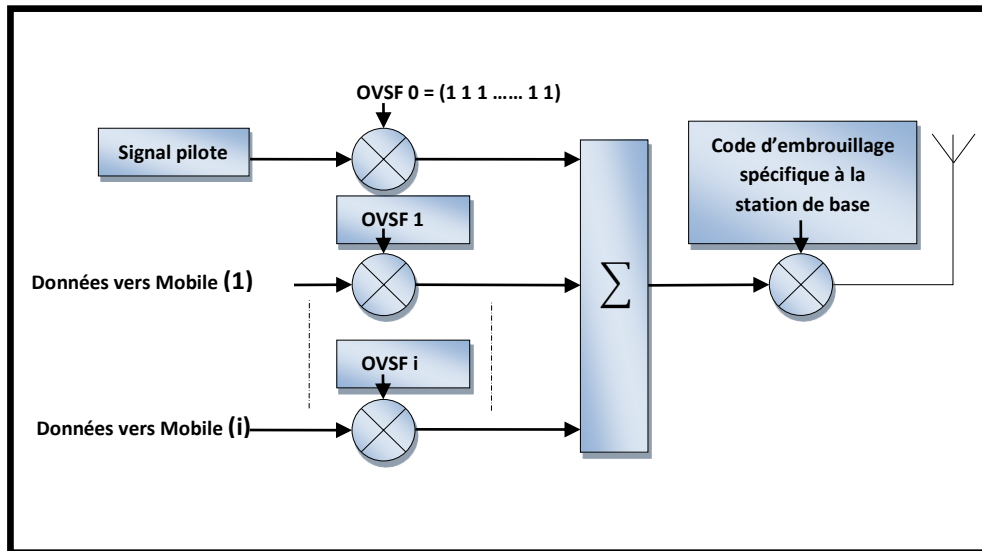 OVSF 0 = (1 1 1 …… 1 1)
Signal pilote
Code d’embrouillage
spécifique à la
station de base
OVSF 1
Données vers Mobile (1)
∑
OVSF i
Données vers Mobile (i)